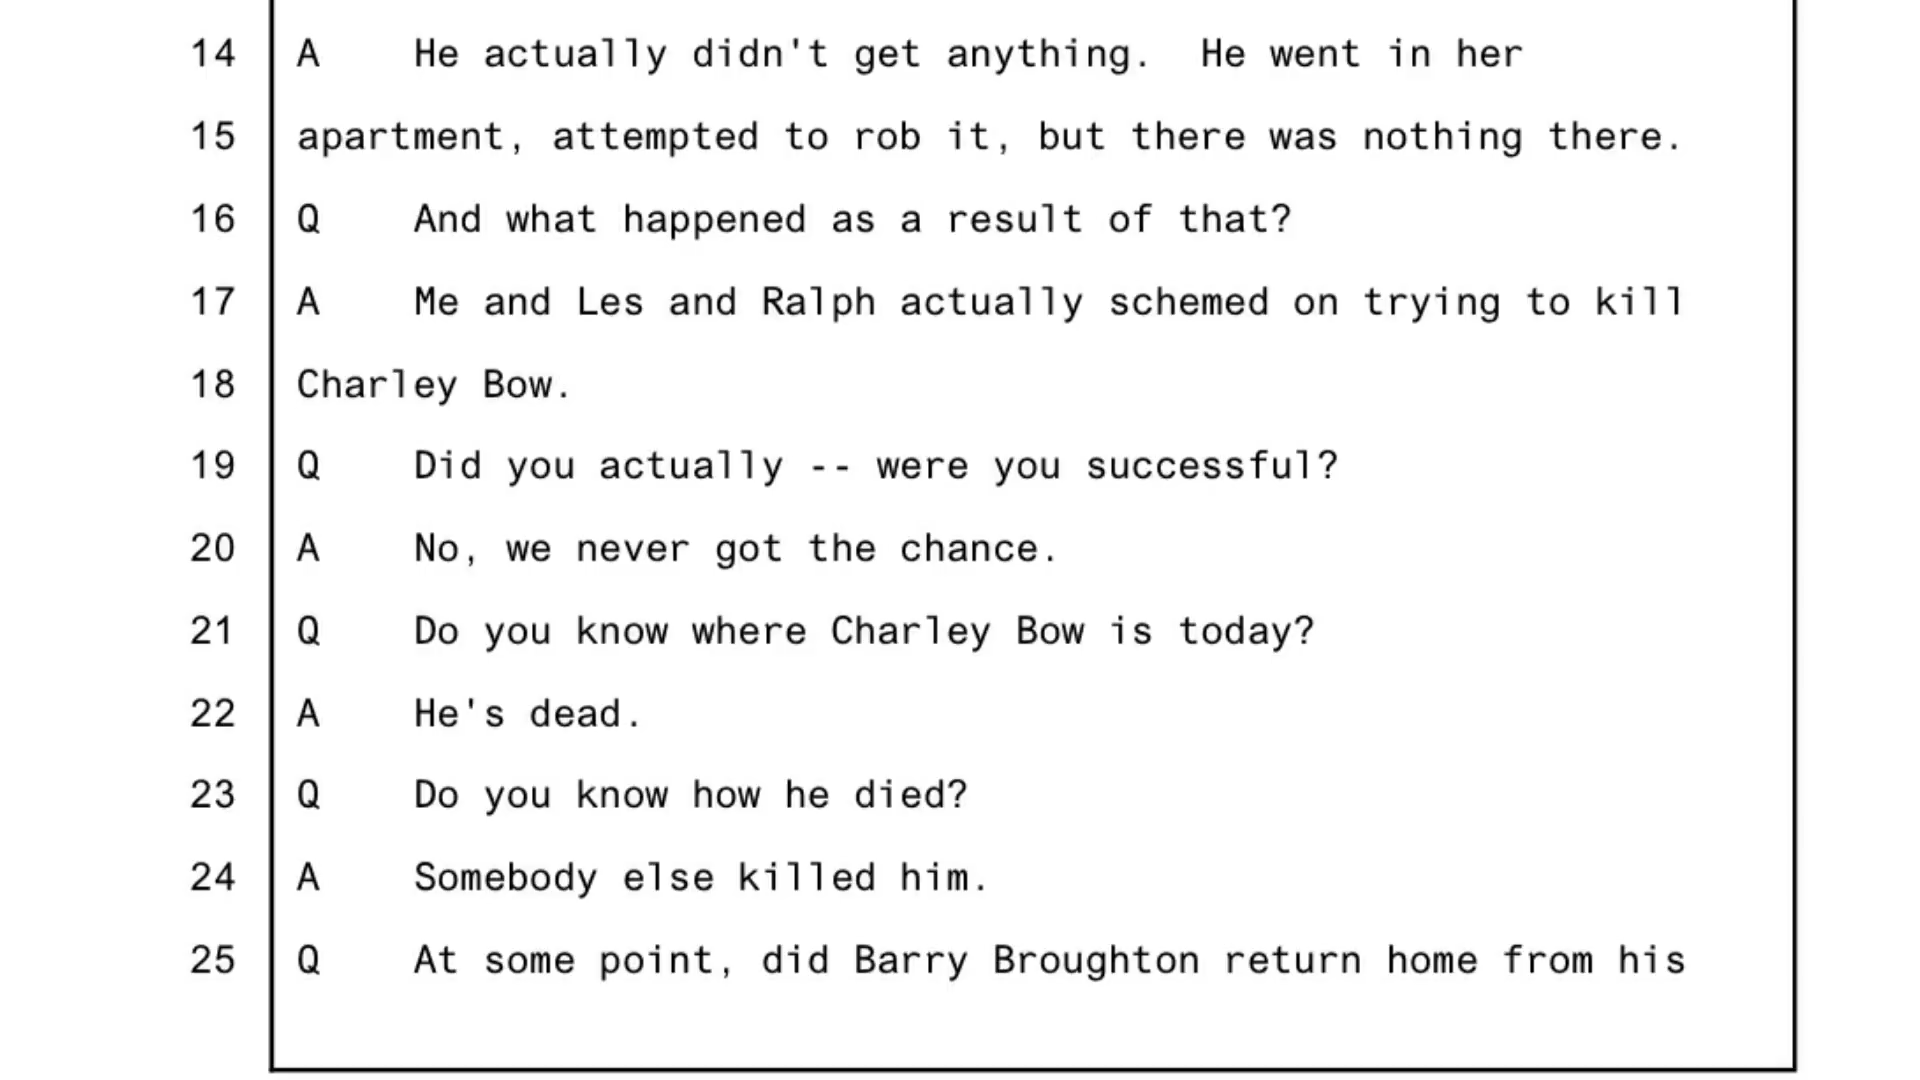 14 A He actually didn't get anything. He went in her
15 apartment, attempted to rob it, but there was nothing there.
16 Q And what happened as a result of that?
17 A Me and Les and Ralph actually schemed on trying to kill
18 Charley Bow.
19 Q Did you actually -- were you successful?
20 A No, we never got the chance.
21 Q Do you know where Charley Bow is today?
22 A He's dead.
23 Q Do you know how he died?
24 A Somebody else killed him.
25 Q At some point, did Barry Broughton return home from his